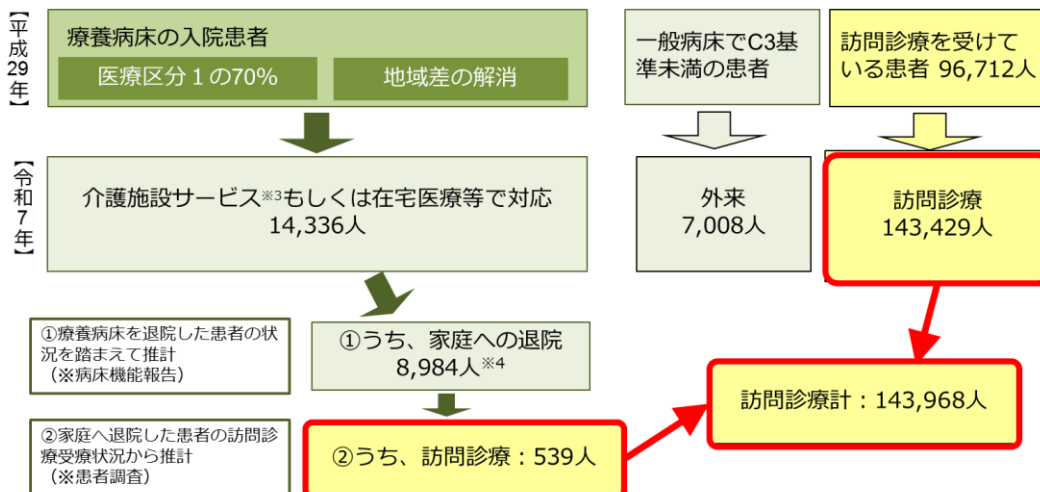 【平成29年】
療養病床の入院患者
医療区分1の70%
地域差の解消
一般病床でC3基
準未満の患者
訪問診療を受けて
いる患者 96,712人
【令和7年】
介護施設サービス※3もしくは在宅医療等で対応
14,336人
外来
7,008人
訪問診療
143,429人
①療養病床を退院した患者の状
況を踏まえて推計
(※病床機能報告)
①うち、家庭への退院
8,984人※4
訪問診療計:143,968人
②家庭へ退院した患者の訪問診
療受療状況から推計
(※患者調査)
②うち、訪問診療:539人